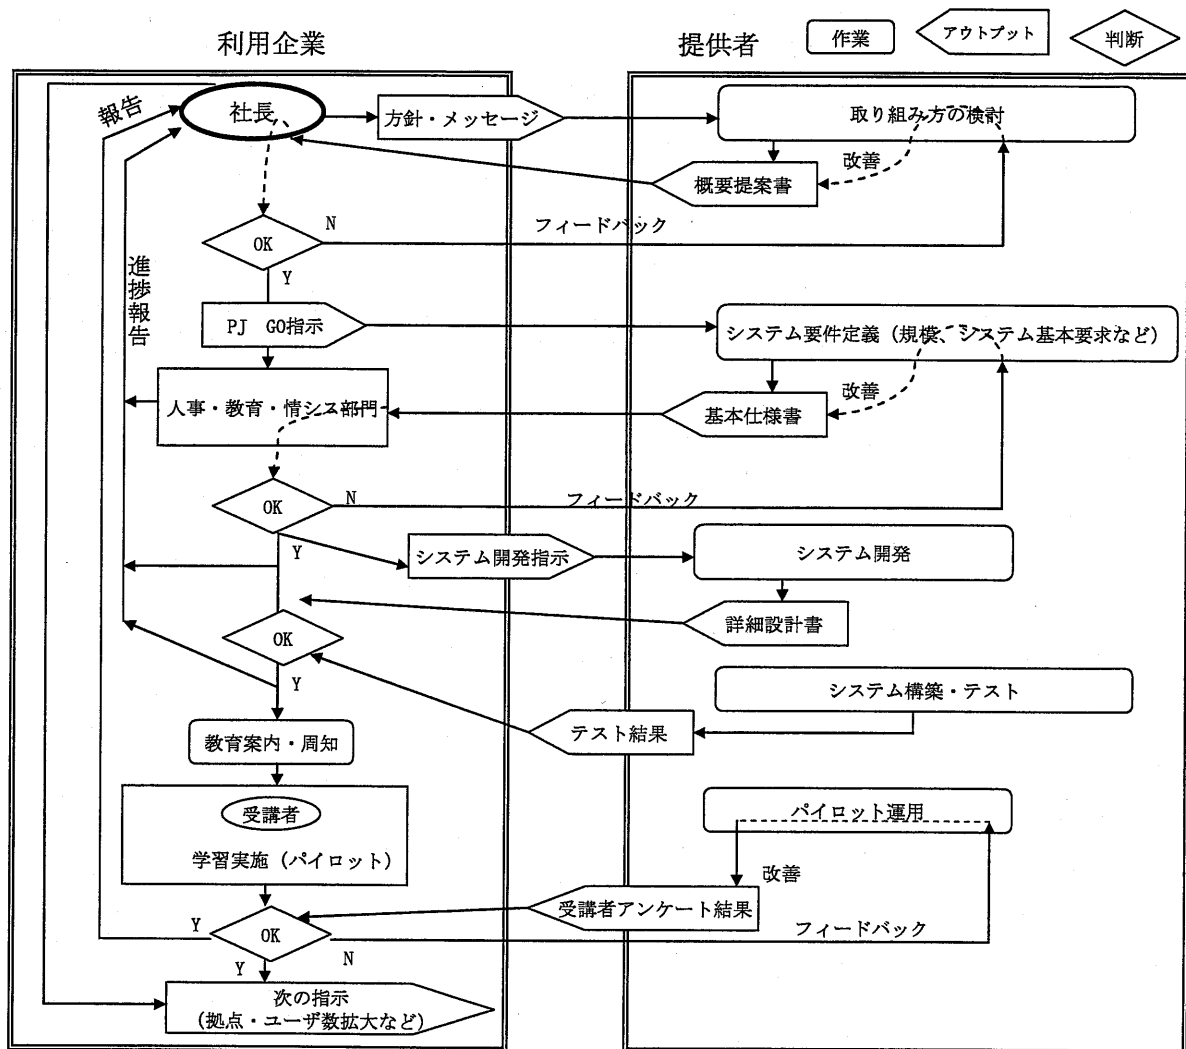 利用企業
提供者
作業
アウトプット
判断
報告
社長
方針・メッセージ
取り組み方の検討
改善
概要提案書
N
フィードバック
OK
Y
進捗報告
PJ GO指示
システム要件定義（規模、システム基本要求など）
改善
人事・教育・情シス部門
基本仕様書
OK
N
フィードバック
Y
システム開発指示
システム開発
詳細設計書
OK
Y
システム構築・テスト
教育案内・周知
テスト結果
受講者
学習実施（パイロット）
パイロット運用
改善
受講者アンケート結果
Y
OK
フィードバック
Y
N
次の指示
（拠点・ユーザ数拡大など）